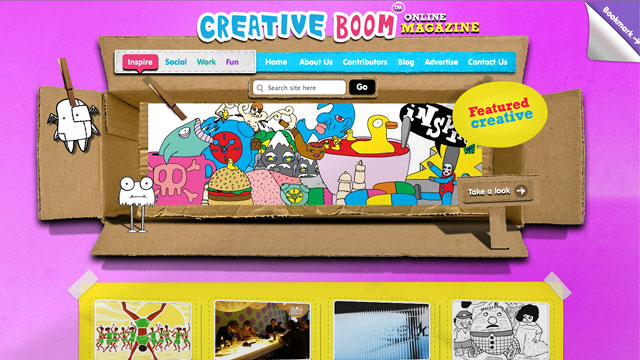 CREATIVE BOOM™ ONLINE MAGAZINE
Bookmark
Inspire Social Work Fun Home About Us Contributors Blog Advertise Contact Us
Search site here Go
Featured
creative
Take a look